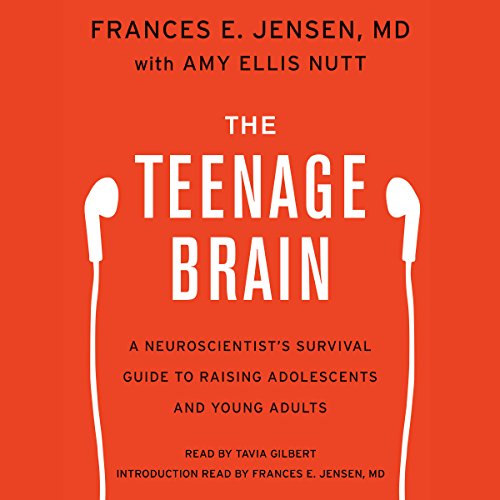 FRANCES E. JENSEN, MD
with AMY ELLIS NUTT
THE
TEENAGE
BRAIN
A NEUROSCIENTIST'S SURVIVAL
GUIDE TO RAISING ADOLESCENTS
AND YOUNG ADULTS
READ BY TAVIA GILBERT
INTRODUCTION READ BY FRANCES E. JENSEN, MD